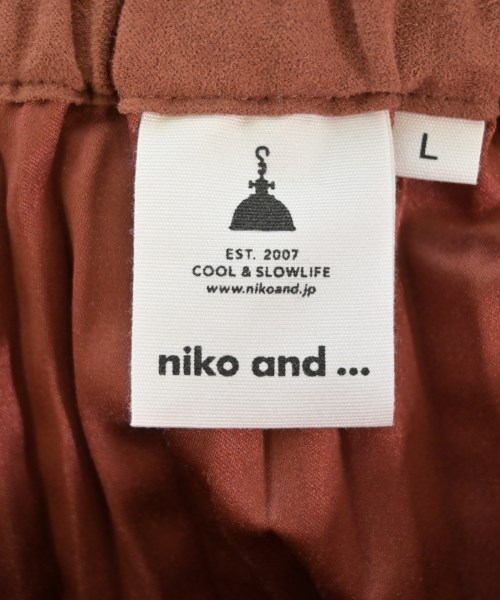 L
EST. 2007
COOL & SLOWLIFE
www.nikoand.jp
niko and ...